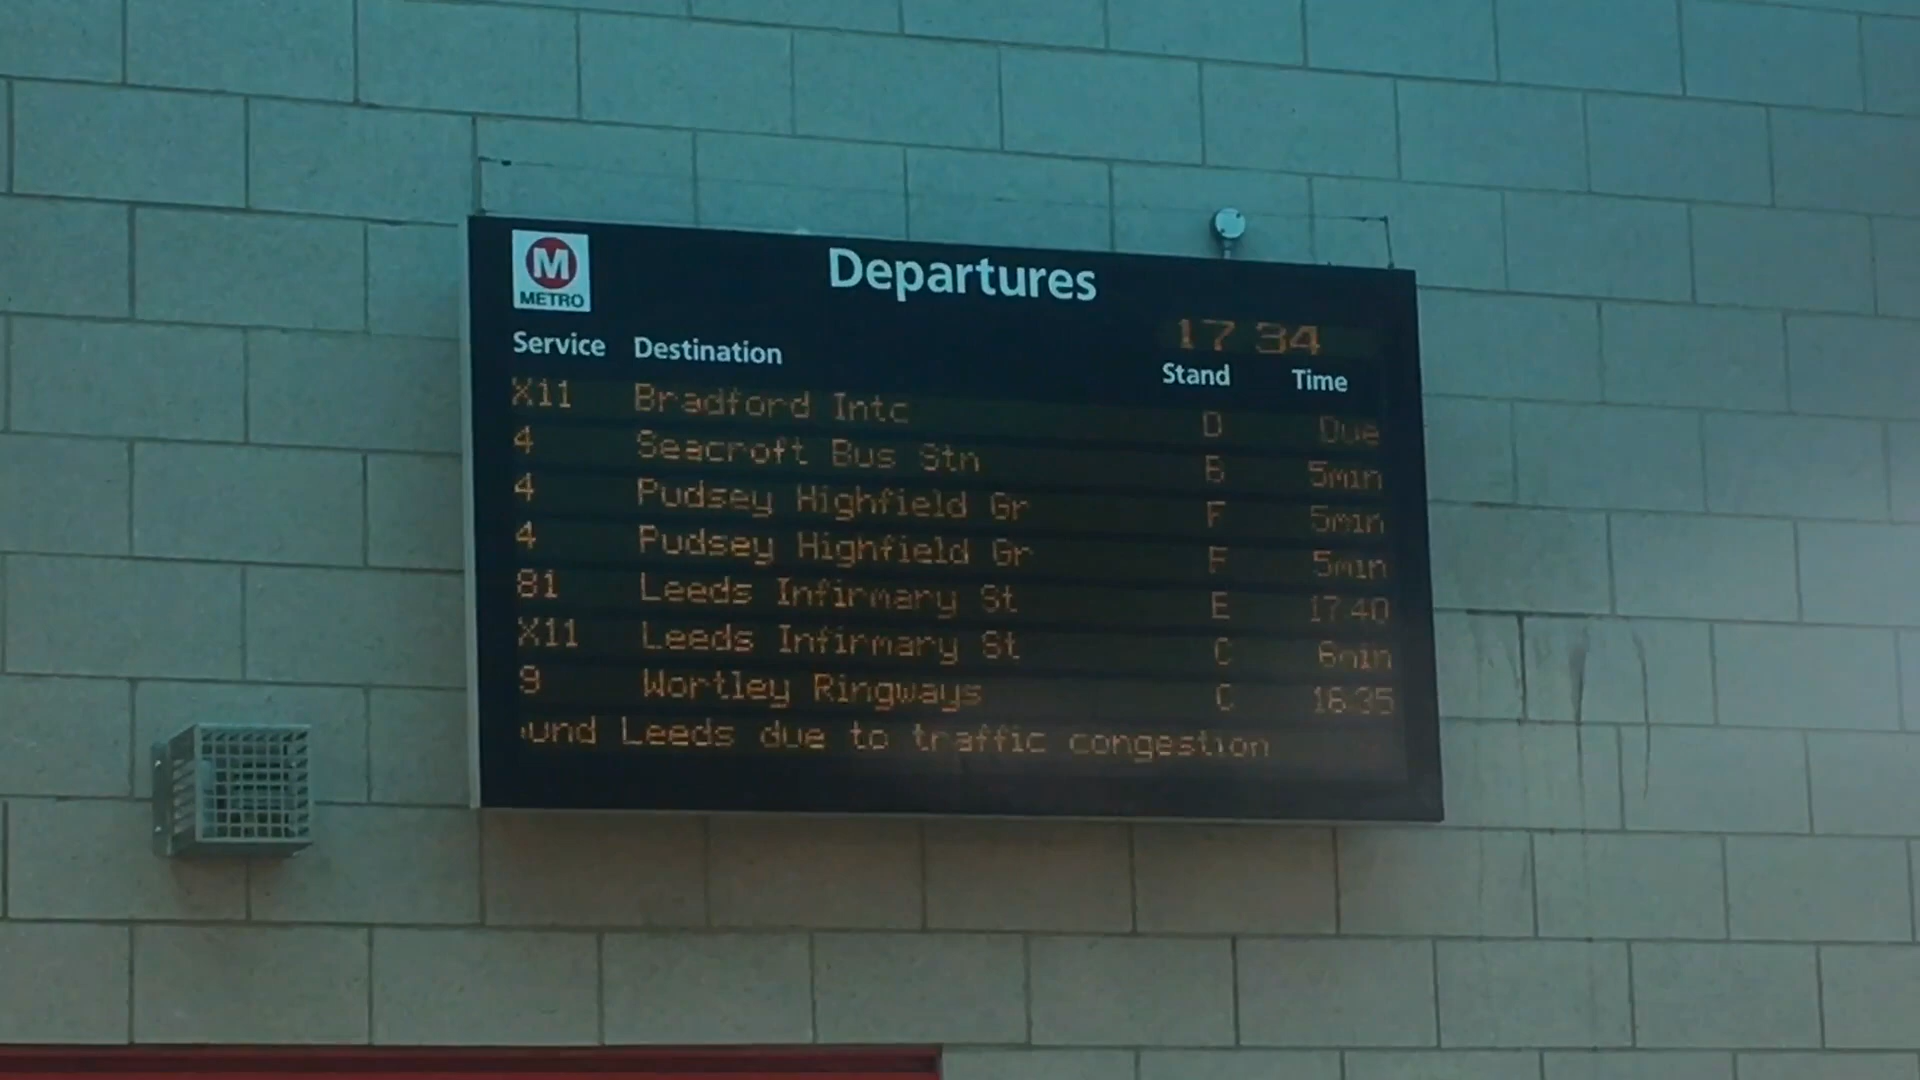 M
METRO
Departures
17 34
Service Destination Stand Time
X11 Bradford Intc D Due
4 Seacroft Bus Stn B 5min
4 Pudsey Highfield Gr F 5min
4 Pudsey Highfield Gr F 5min
81 Leeds Infirmary St E 17:40
X11 Leeds Infirmary St C 6min
9 Wortley Ringways C 16:35
und Leeds due to traffic congestion